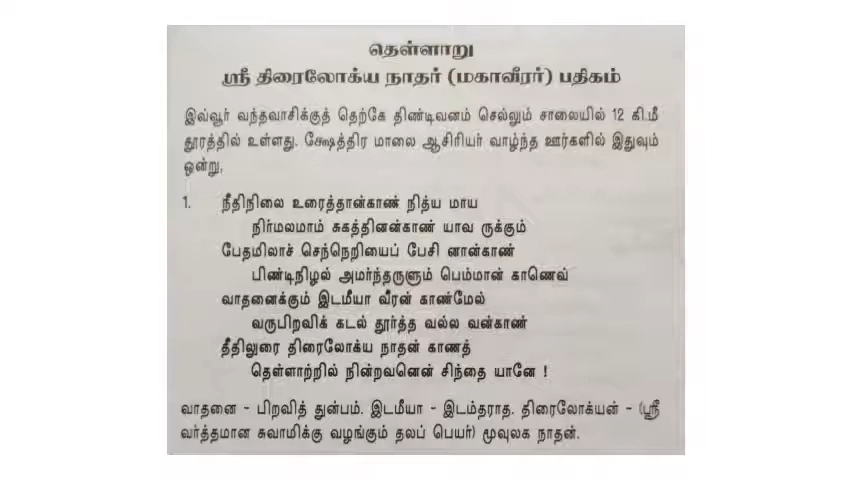 தெள்ளாறு
ஸ்ரீ திரைலோக்ய நாதர் (மகாவீரர்) பதிகம்
இவ்வூர் வந்தவாசிக்குத் தெற்கே திண்டிவனம் செல்லும் சாலையில் 12 கி.மீ
தூரத்தில் உள்ளது. க்ஷேத்திர மாலை ஆசிரியர் வாழ்ந்த ஊர்களில் இதுவும்
ஒன்று,
1. நீதிநிலை உரைத்தான்காண் நித்ய மாய
நிர்மலமாம் சுகத்தினன்காண் யாவ ருக்கும்
பேதமிலாச் செந்நெறியைப் பேசி னான்காண்
பிண்டிநிழல் அமர்ந்தருளும் பெம்மான் காணெவ்
வாதனைக்கும் இடமீயா வீரன் காண்மேல்
வருபிறவிக் கடல் தூர்த்த வல்ல வன்காண்
தீதிலுரை திரைலோக்ய நாதன் காணத்
தெள்ளாற்றில் நின்றவனென் சிந்தை யானே !
வாதனை - பிறவித் துன்பம். இடமீயா - இடம்தராத. திரைலோக்யன் - (ஸ்ரீ
வர்த்தமான சுவாமிக்கு வழங்கும் தலப் பெயர்) மூவுலக நாதன்.